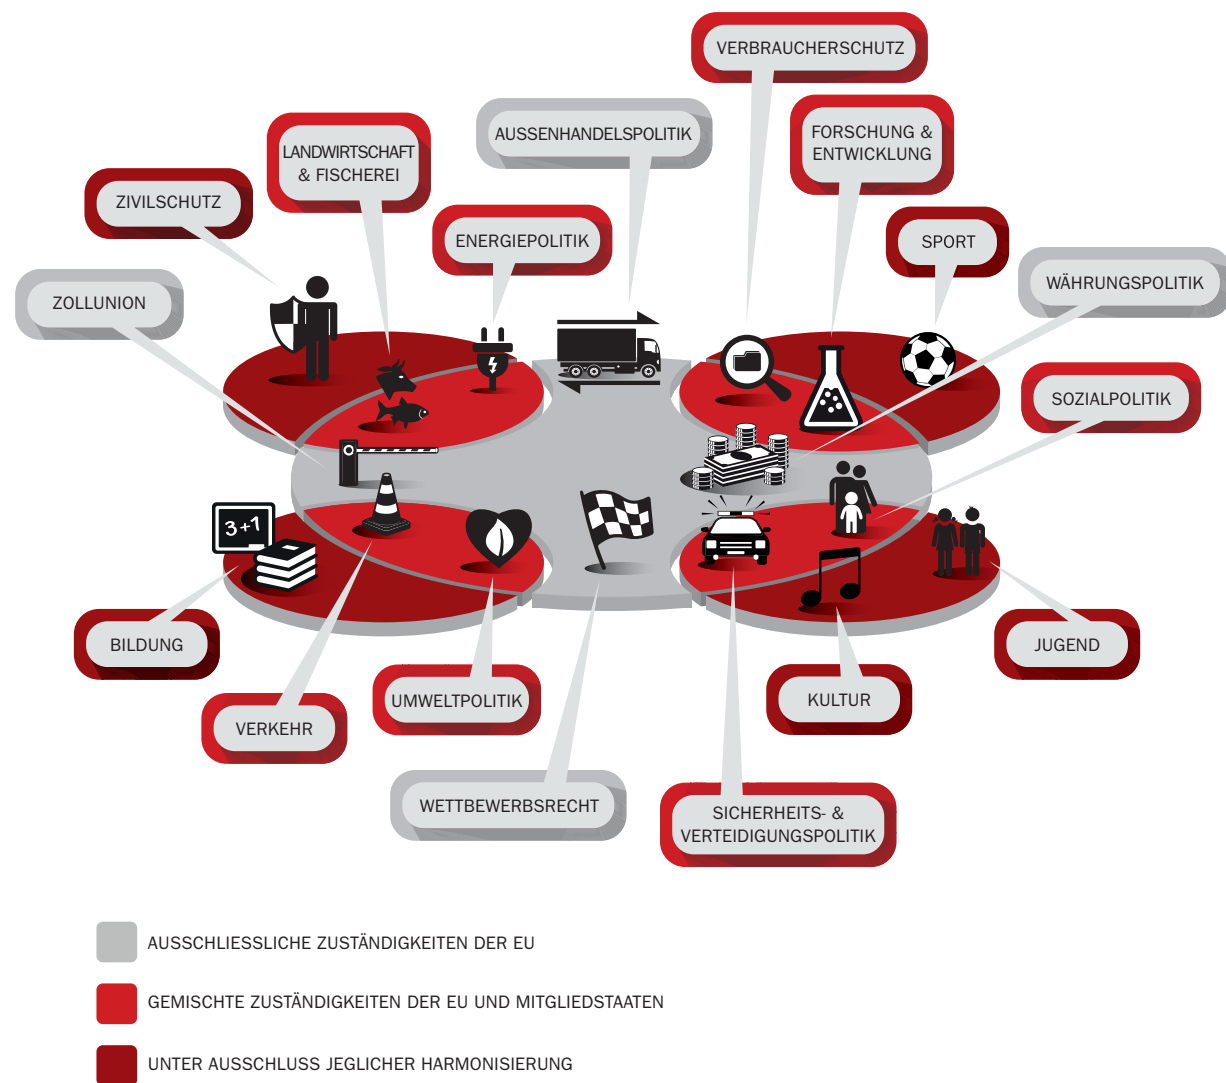 VERBRAUCHERSCHUTZ
AUSSENHANDELSPOLITIK
FORSCHUNG &
ENTWICKLUNG
LANDWIRTSCHAFT
& FISCHEREI
ZIVILSCHUTZ
ENERGIEPOLITIK
SPORT
ZOLLUNION
WÄHRUNGSPOLITIK
SOZIALPOLITIK
3+1
BILDUNG
JUGEND
UMWELTPOLITIK
KULTUR
VERKEHR
WETTBEWERBSRECHT
SICHERHEITS- &
VERTEIDIGUNGSPOLITIK
AUSSCHLIESSLICHE ZUSTÄNDIGKEITEN DER EU
GEMISCHTE ZUSTÄNDIGKEITEN DER EU UND MITGLIEDSTAATEN
UNTER AUSSCHLUSS JEGLICHER HARMONISIERUNG